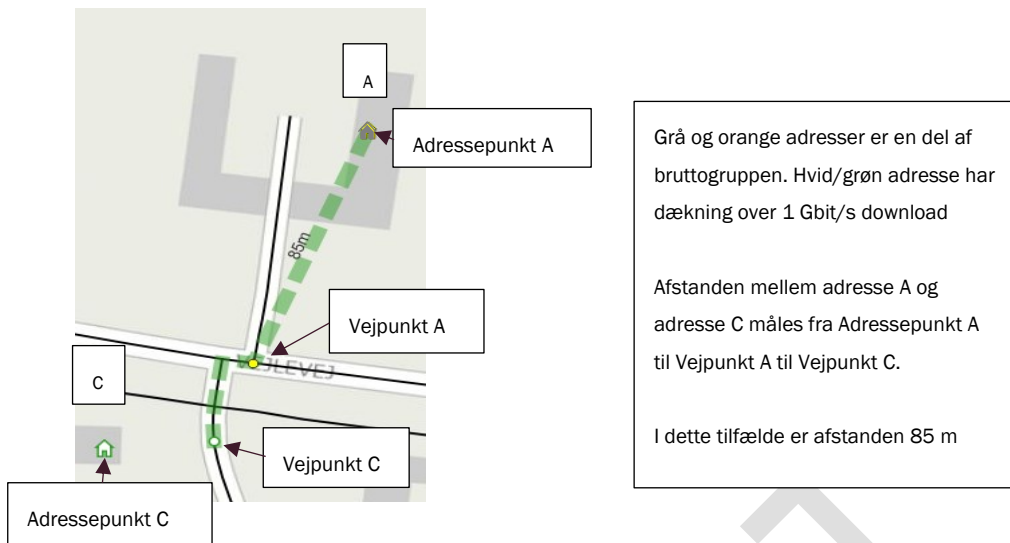 A
Adressepunkt A
85m
Vejpunkt A
VEJLEVEJ
C
Vejpunkt C
Adressepunkt C
Grå og orange adresser er en del af
bruttogruppen. Hvid/grøn adresse har
dækning over 1 Gbit/s download
Afstanden mellem adresse A og
adresse C måles fra Adressepunkt A
til Vejpunkt A til Vejpunkt C.
I dette tilfælde er afstanden 85 m